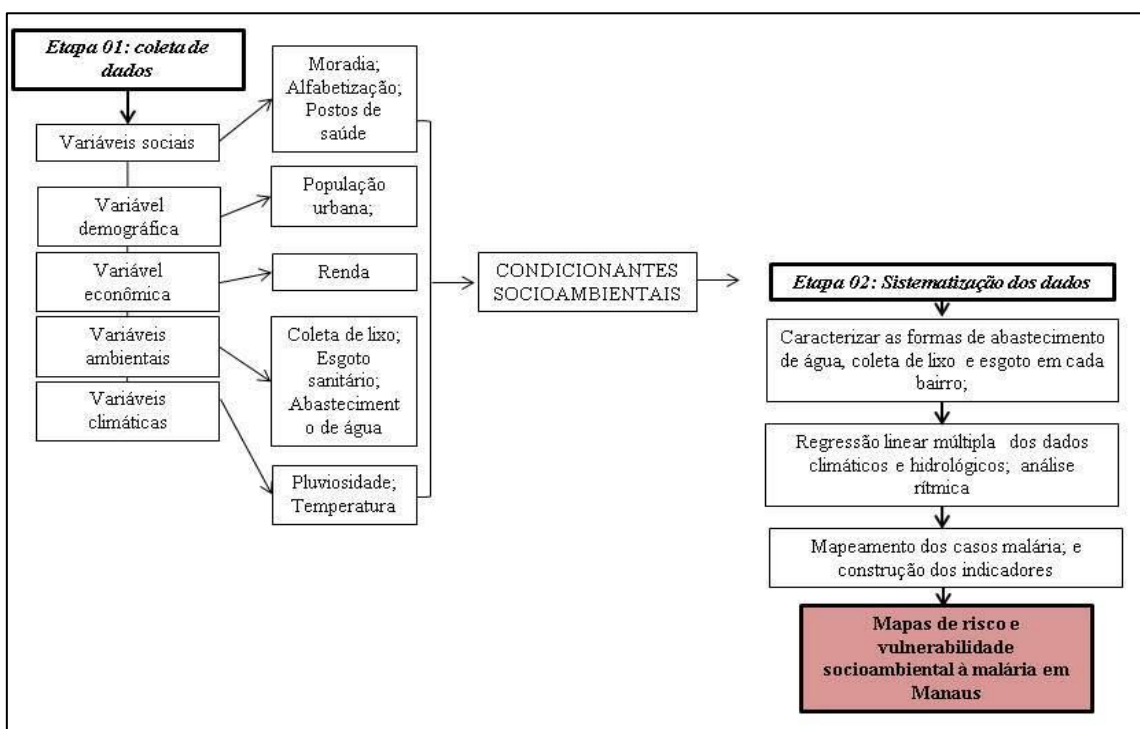 Etapa 01: coleta de
dados
Variáveis sociais
Variável
demográfica
Variável
econômica
Variáveis
ambientais
Variáveis
climáticas
Moradia;
Alfabetização;
Postos de
saúde
População
urbana;
Renda
Coleta de lixo;
Esgoto
sanitário;
Abasteciment
o de água
Pluviosidade;
Temperatura
CONDICIONANTES
SOCIOAMBIENTAIS
Etapa 02: Sistematização dos dados
Caracterizar as formas de abastecimento
de água, coleta de lixo e esgoto em cada
bairro;
Regressão linear múltipla dos dados
climáticos e hidrológicos; análise
rítmica
Mapeamento dos casos malária; e
construção dos indicadores
Mapas de risco e
vulnerabilidade
socioambiental à malária em
Manaus